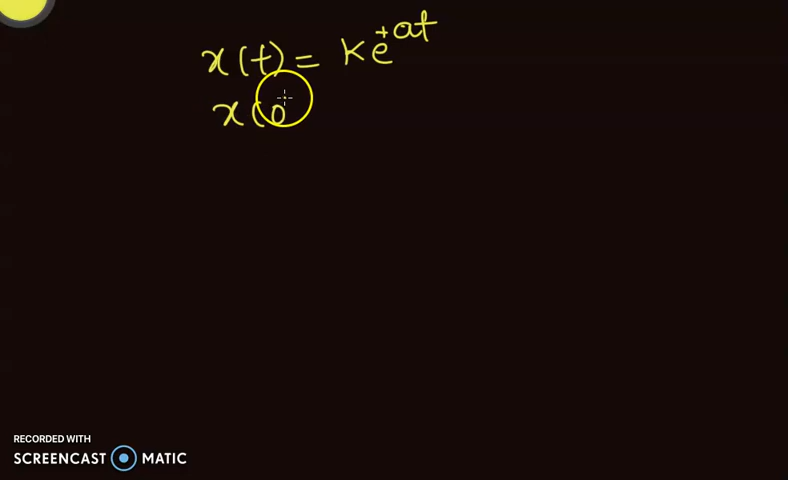 x(t) = Ke^{+at}
x(0
RECORDED WITH
SCREENCAST MATIC